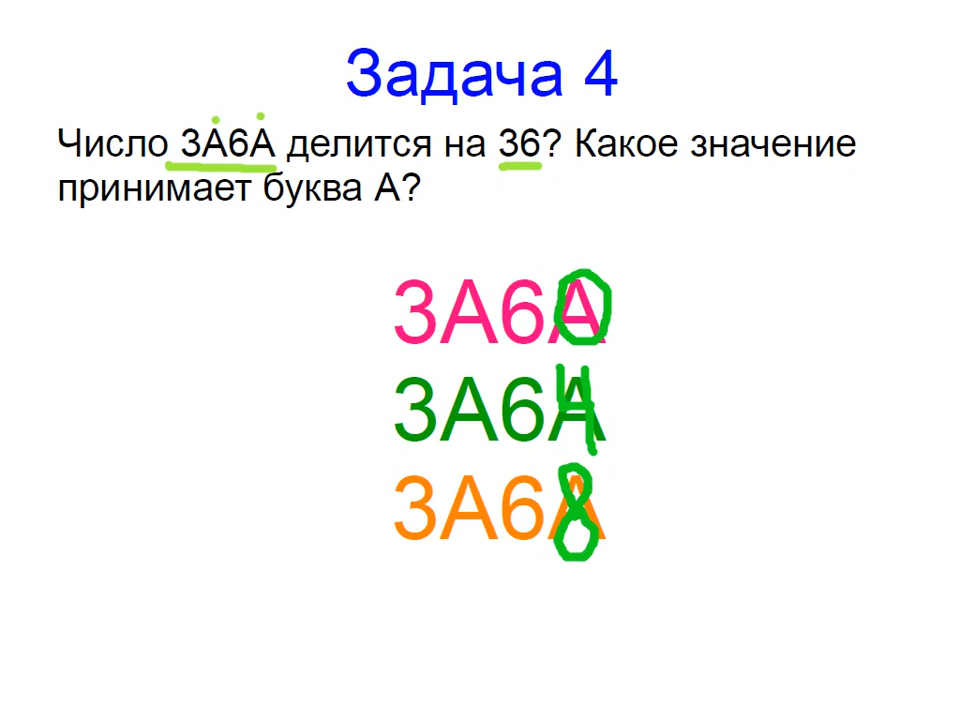 Задача 4
Число 3А6А делится на 36? Какое значение
принимает буква А?
3А6А
0
3А6А
4
3А6А
8